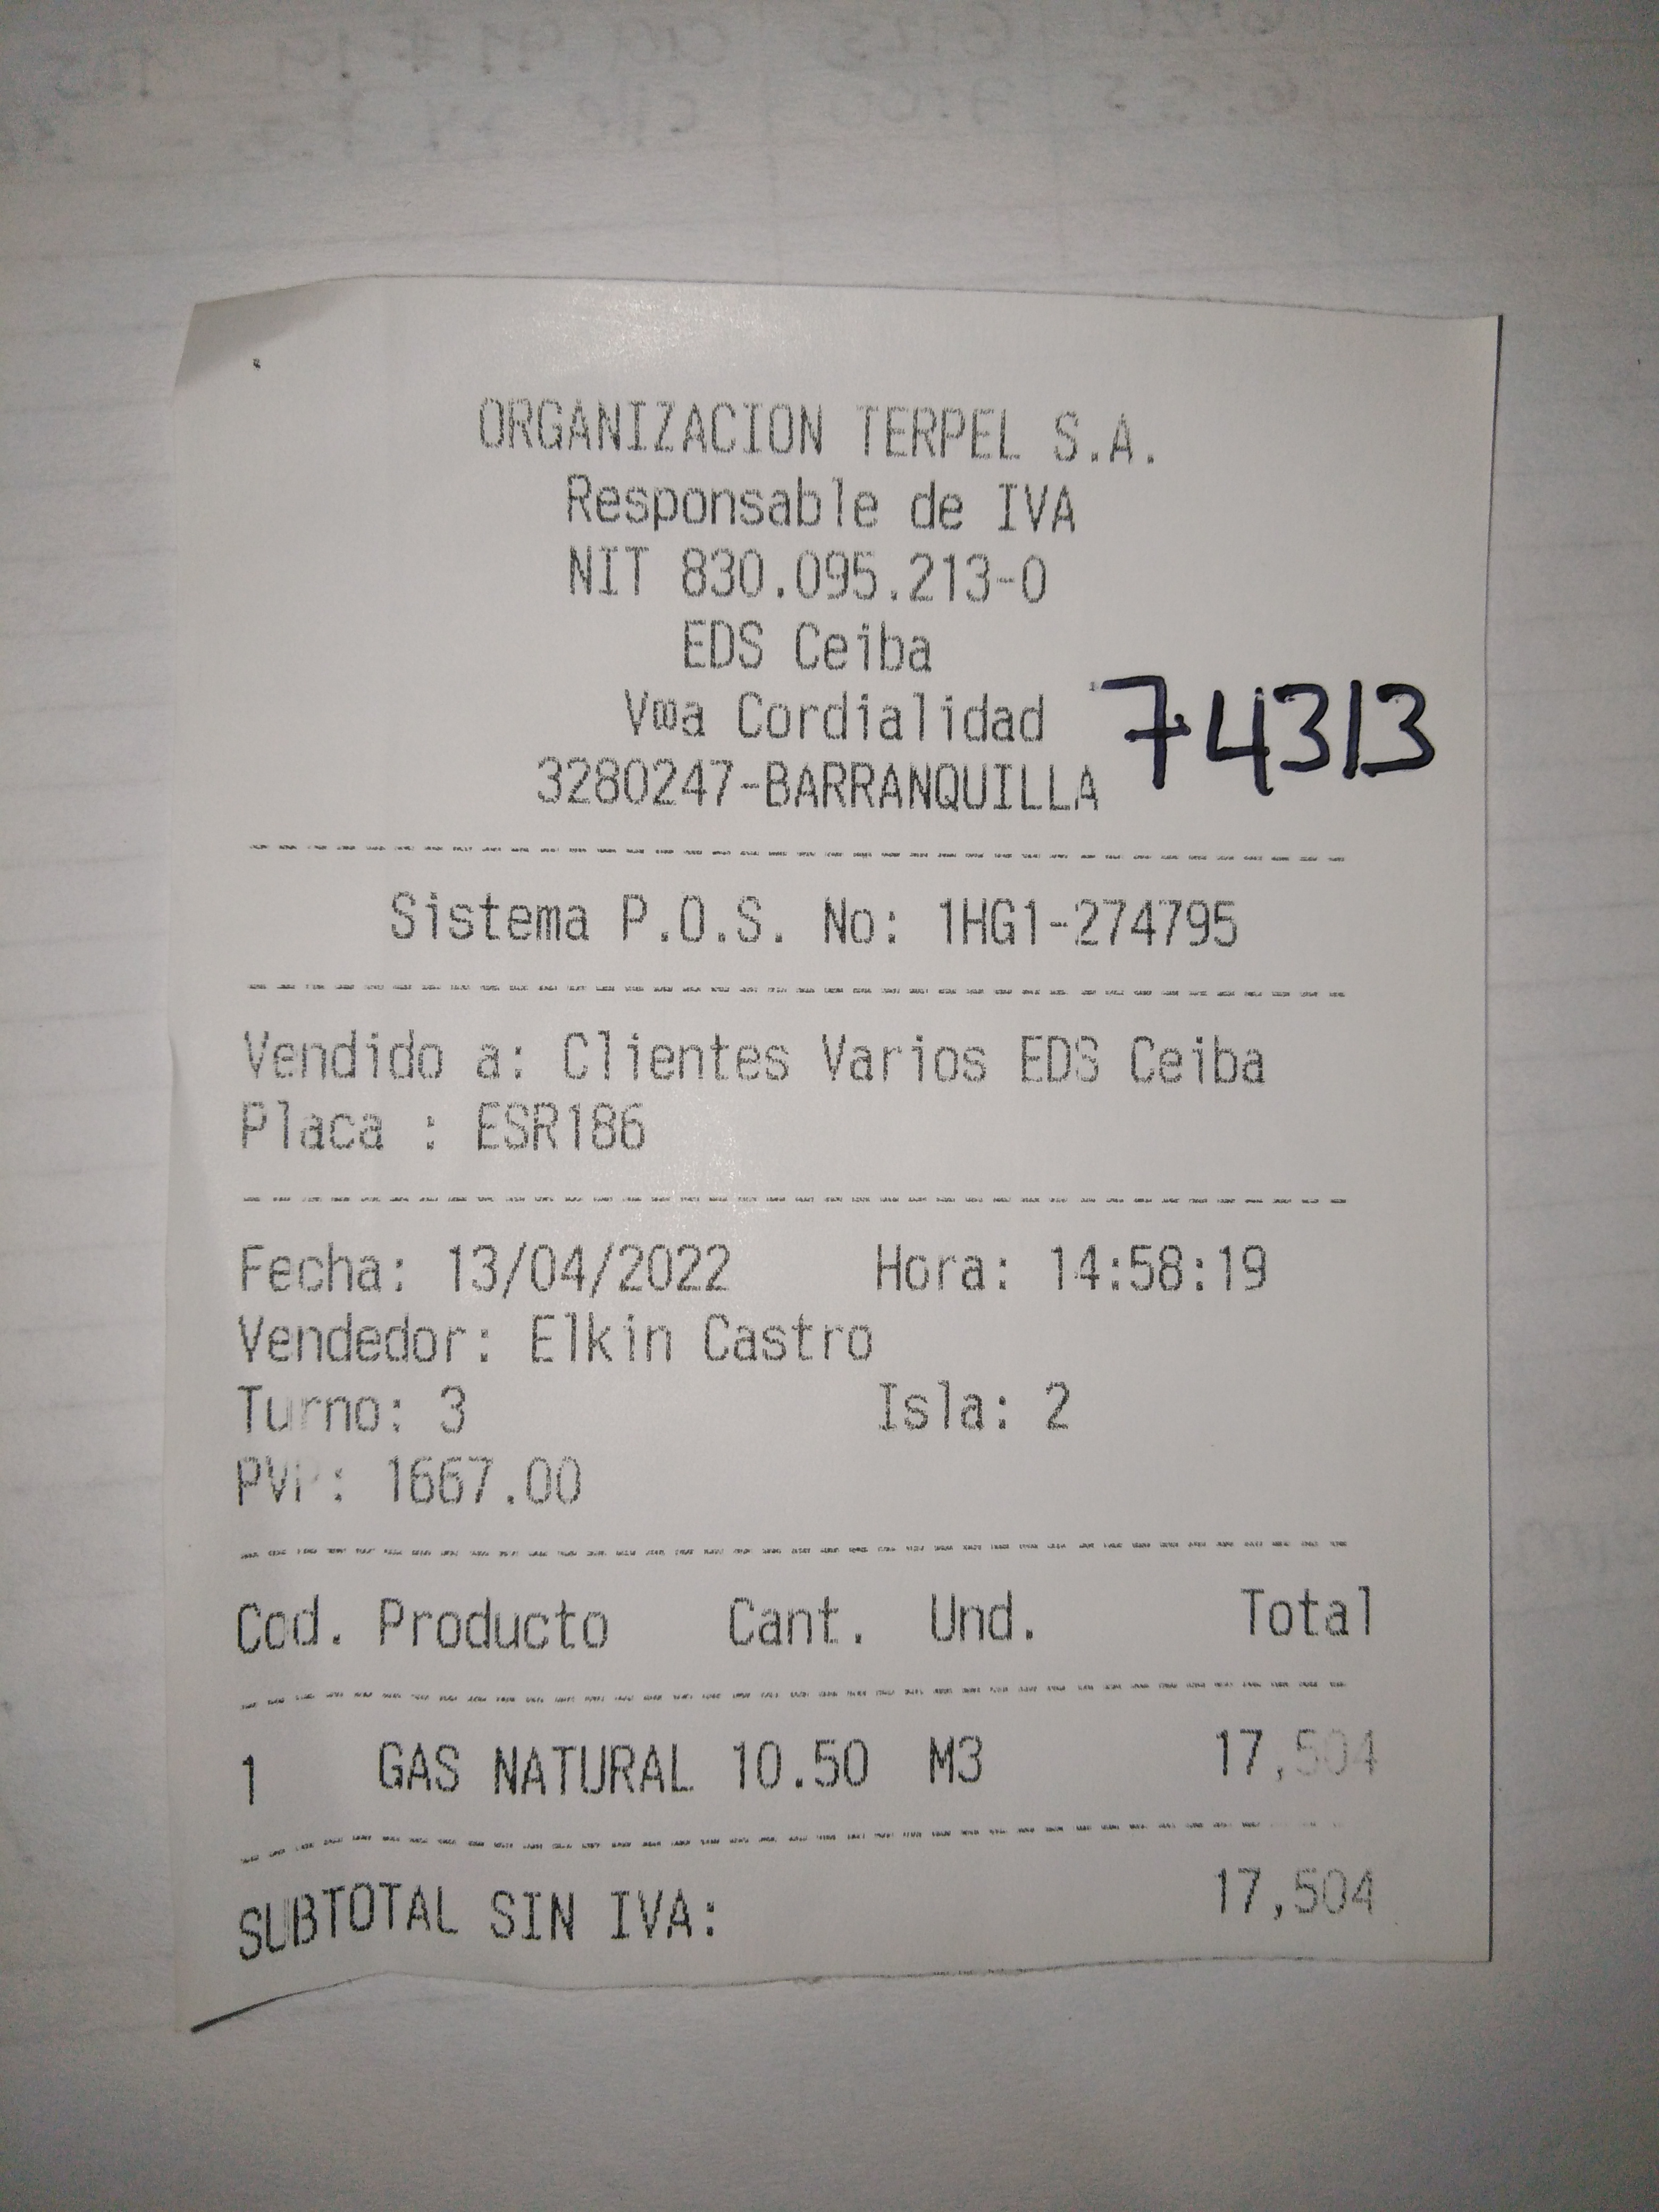 ORGANIZACION TERPEL S.A.
Responsable de IVA
NIT 830.095.213-0
EDS Ceiba
Vía Cordialidad
74313
3280247-BARRANQUILLA
Sistema P.O.S. No: 1HG1-274795
Vendido a: Clientes Varios EDS Ceiba
Placa : ESR186
Fecha: 13/04/2022 Hora: 14:58:19
Vendedor: Elkin Castro
Turno: 3 Isla: 2
PVP: 1667.00
Cod. Producto Cant. Und. Total
1 GAS NATURAL 10.50 M3 17,504
SUBTOTAL SIN IVA: 17,504